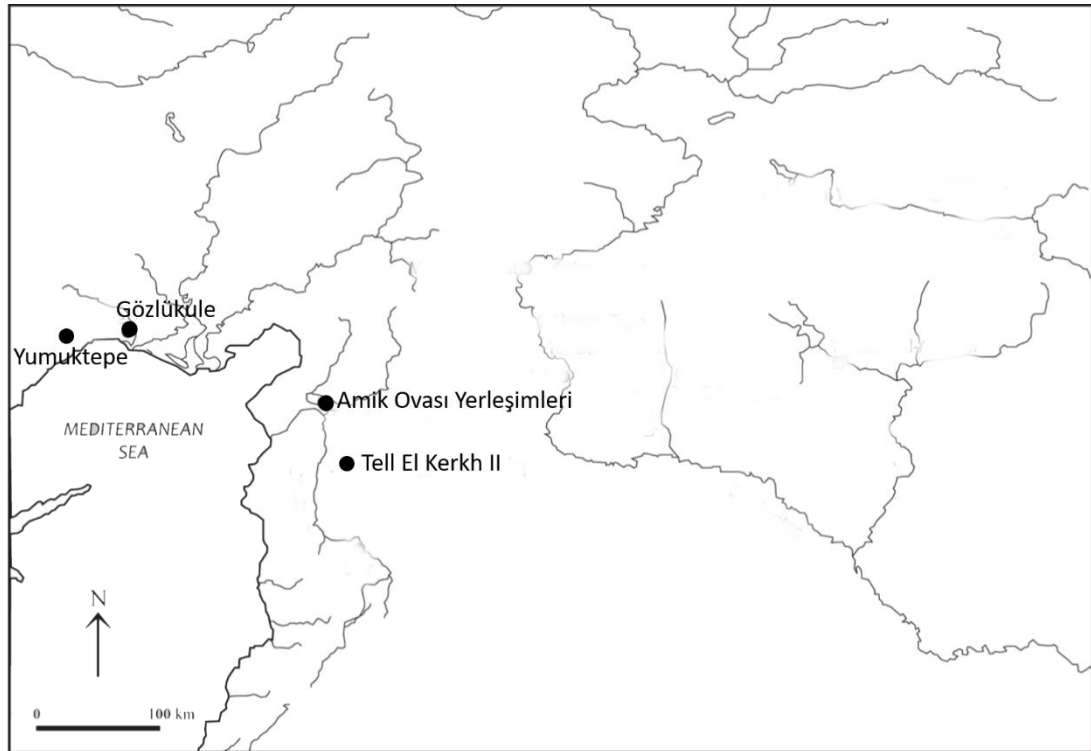 Gözlükule
Yumuktepe
Amik Ovası Yerleşimleri
MEDITERRANEAN
SEA
Tell El Kerkh II
N
0 100 km